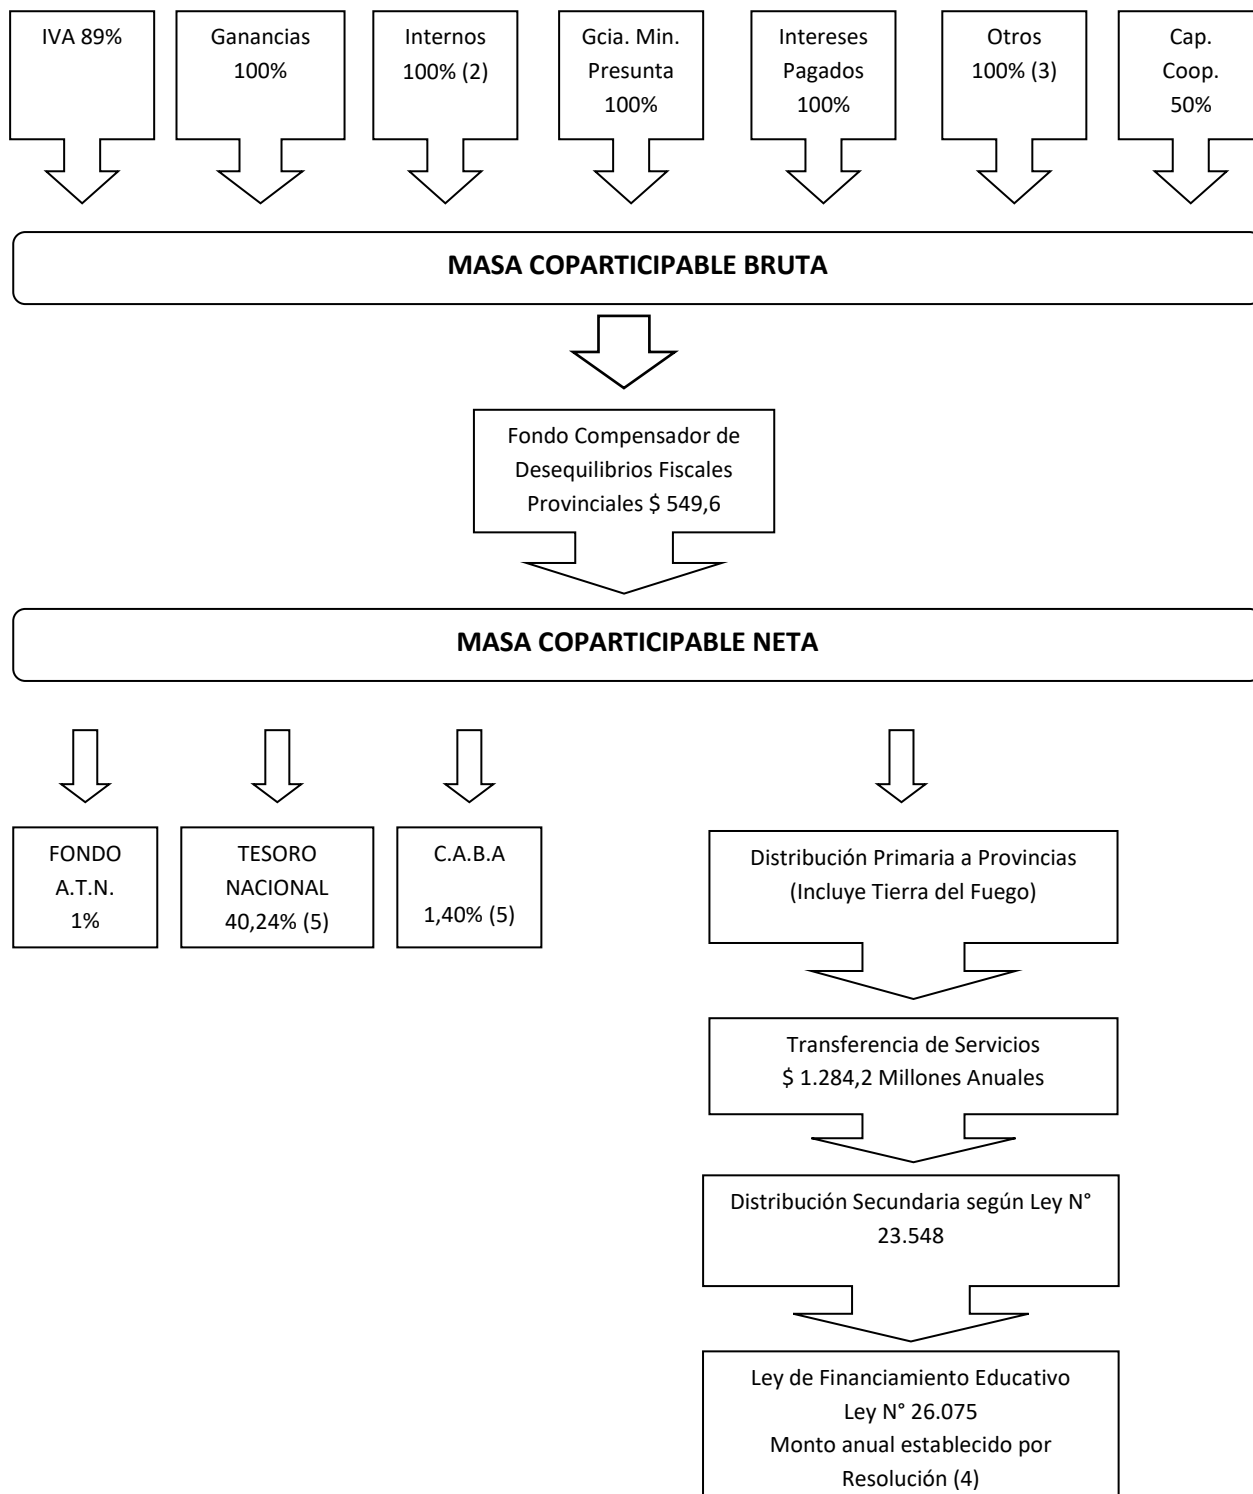 IVA 89%
Ganancias
100%
Internos
100% (2)
Gcia. Min.
Presunta
100%
Intereses
Pagados
100%
Otros
100% (3)
Cap.
Coop.
50%
MASA COPARTICIPABLE BRUTA
Fondo Compensador de
Desequilibrios Fiscales
Provinciales $ 549,6
MASA COPARTICIPABLE NETA
FONDO
A.T.N.
1%
TESORO
NACIONAL
40,24% (5)
C.A.B.A
1,40% (5)
Distribución Primaria a Provincias
(Incluye Tierra del Fuego)
Transferencia de Servicios
$ 1.284,2 Millones Anuales
Distribución Secundaria según Ley N°
23.548
Ley de Financiamiento Educativo
Ley N° 26.075
Monto anual establecido por
Resolución (4)